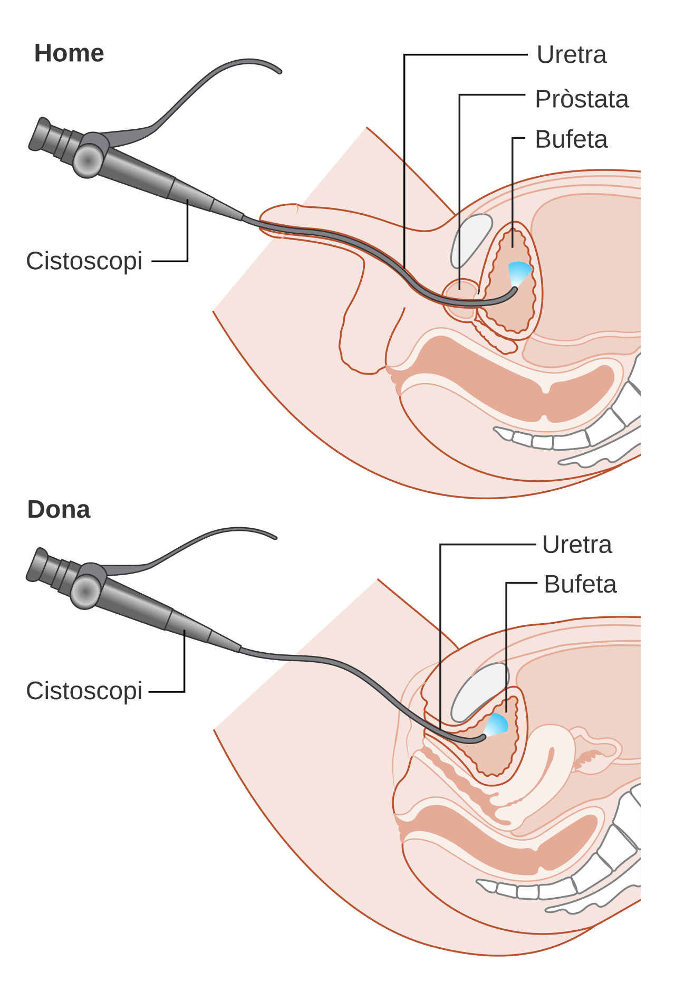 Home
Uretra
Pròstata
Bufeta
Cistoscopi
Dona
Uretra
Bufeta
Cistoscopi